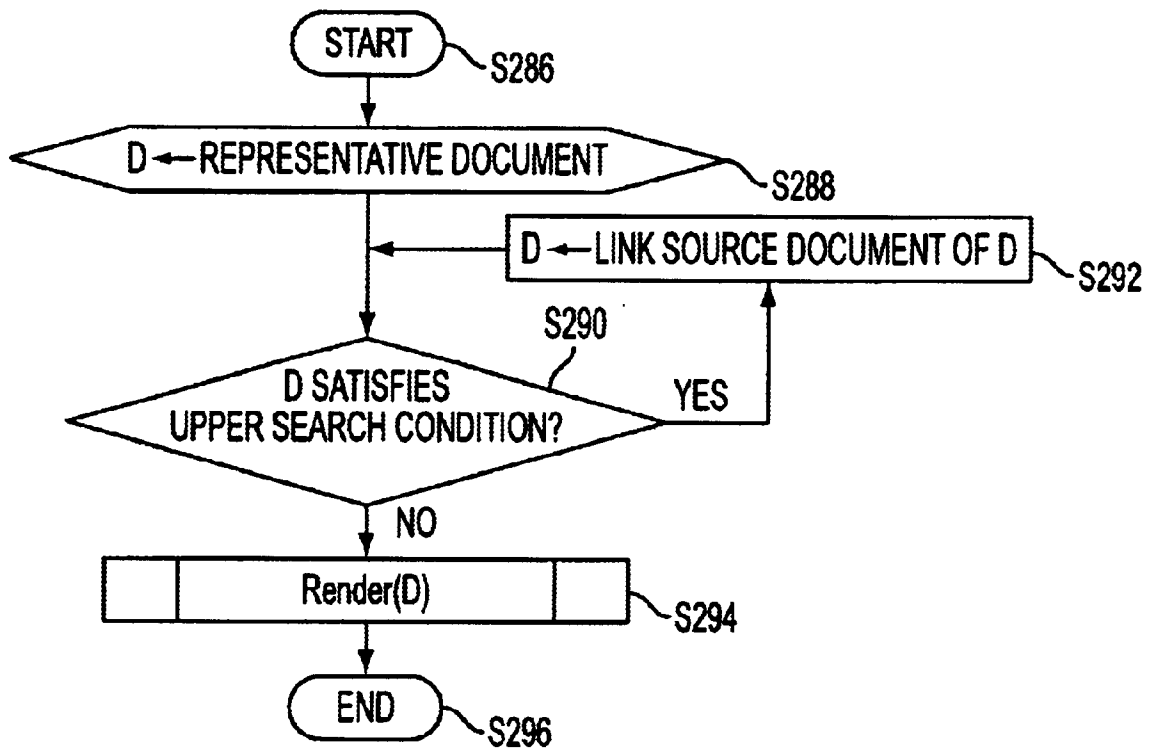 START
S286
D ← REPRESENTATIVE DOCUMENT
S288
D ← LINK SOURCE DOCUMENT OF D
S292
S290
D SATISFIES
UPPER SEARCH CONDITION?
YES
NO
Render(D)
S294
END
S296